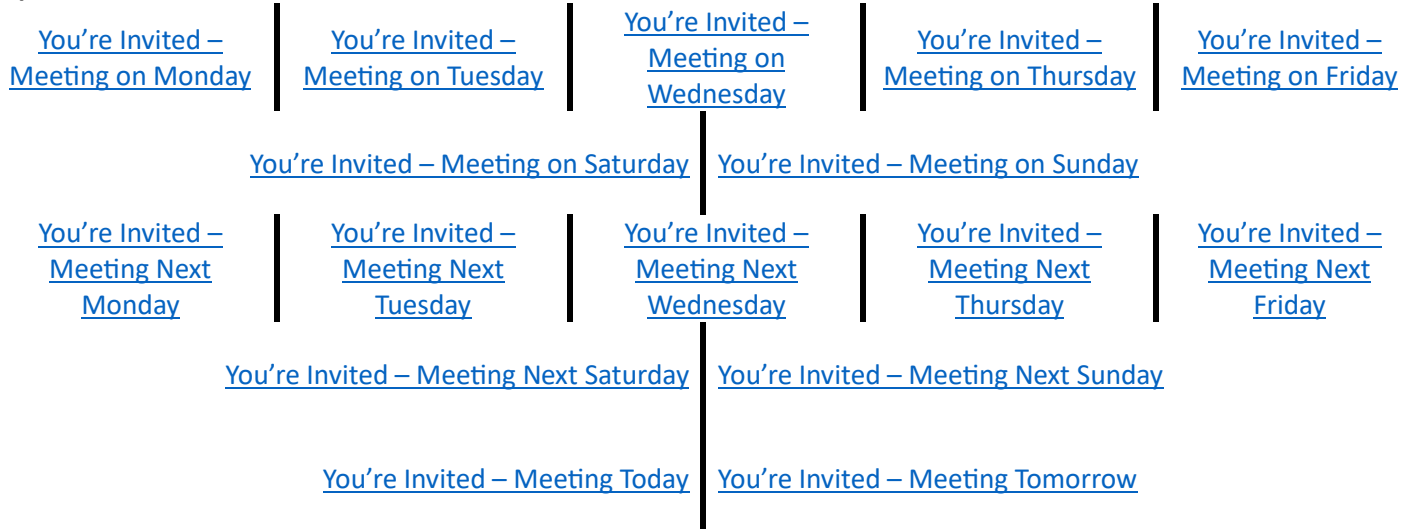 You’re Invited –
Meeting on Monday
You’re Invited –
Meeting on Tuesday
You’re Invited –
Meeting on
Wednesday
You’re Invited –
Meeting on Thursday
You’re Invited –
Meeting on Friday
You’re Invited – Meeting on Saturday
You’re Invited – Meeting on Sunday
You’re Invited –
Meeting Next
Monday
You’re Invited –
Meeting Next
Tuesday
You’re Invited –
Meeting Next
Wednesday
You’re Invited –
Meeting Next
Thursday
You’re Invited –
Meeting Next
Friday
You’re Invited – Meeting Next Saturday
You’re Invited – Meeting Next Sunday
You’re Invited – Meeting Today
You’re Invited – Meeting Tomorrow